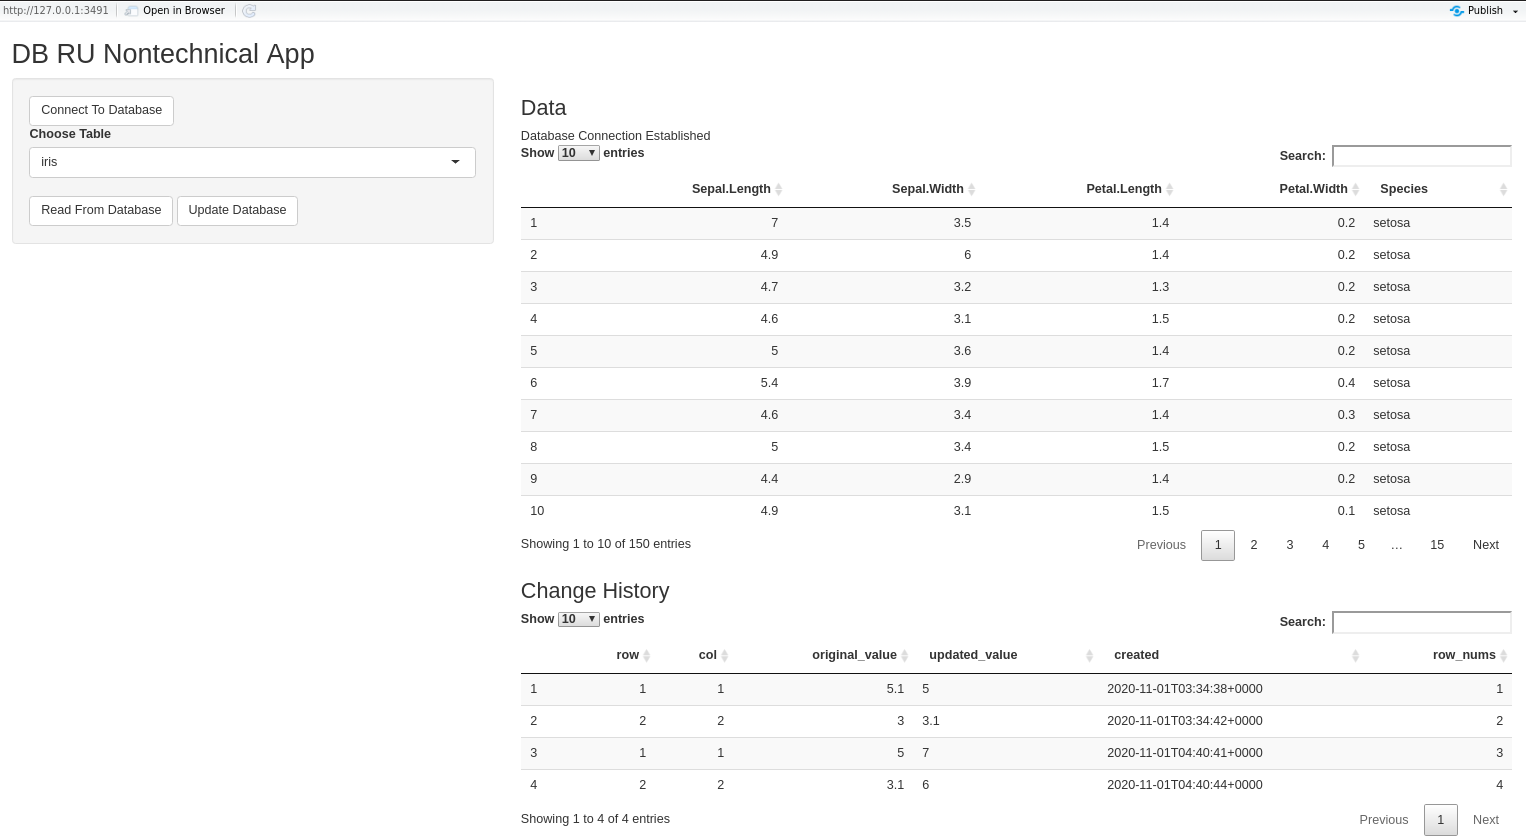 http://127.0.0.1:3491 Open in Browser Publish
DB RU Nontechnical App
Connect To Database
Choose Table
iris
Read From Database Update Database
Data
Database Connection Established
Show 10 entries Search:
Sepal.Length Sepal.Width Petal.Length Petal.Width Species
1 7 3.5 1.4 0.2 setosa
2 4.9 6 1.4 0.2 setosa
3 4.7 3.2 1.3 0.2 setosa
4 4.6 3.1 1.5 0.2 setosa
5 5 3.6 1.4 0.2 setosa
6 5.4 3.9 1.7 0.4 setosa
7 4.6 3.4 1.4 0.3 setosa
8 5 3.4 1.5 0.2 setosa
9 4.4 2.9 1.4 0.2 setosa
10 4.9 3.1 1.5 0.1 setosa
Showing 1 to 10 of 150 entries Previous 1 2 3 4 5 … 15 Next
Change History
Show 10 entries Search:
row col original_value updated_value created row_nums
1 1 1 5.1 5 2020-11-01T03:34:38+0000 1
2 2 2 3 3.1 2020-11-01T03:34:42+0000 2
3 1 1 5 7 2020-11-01T04:40:41+0000 3
4 2 2 3.1 6 2020-11-01T04:40:44+0000 4
Showing 1 to 4 of 4 entries Previous 1 Next